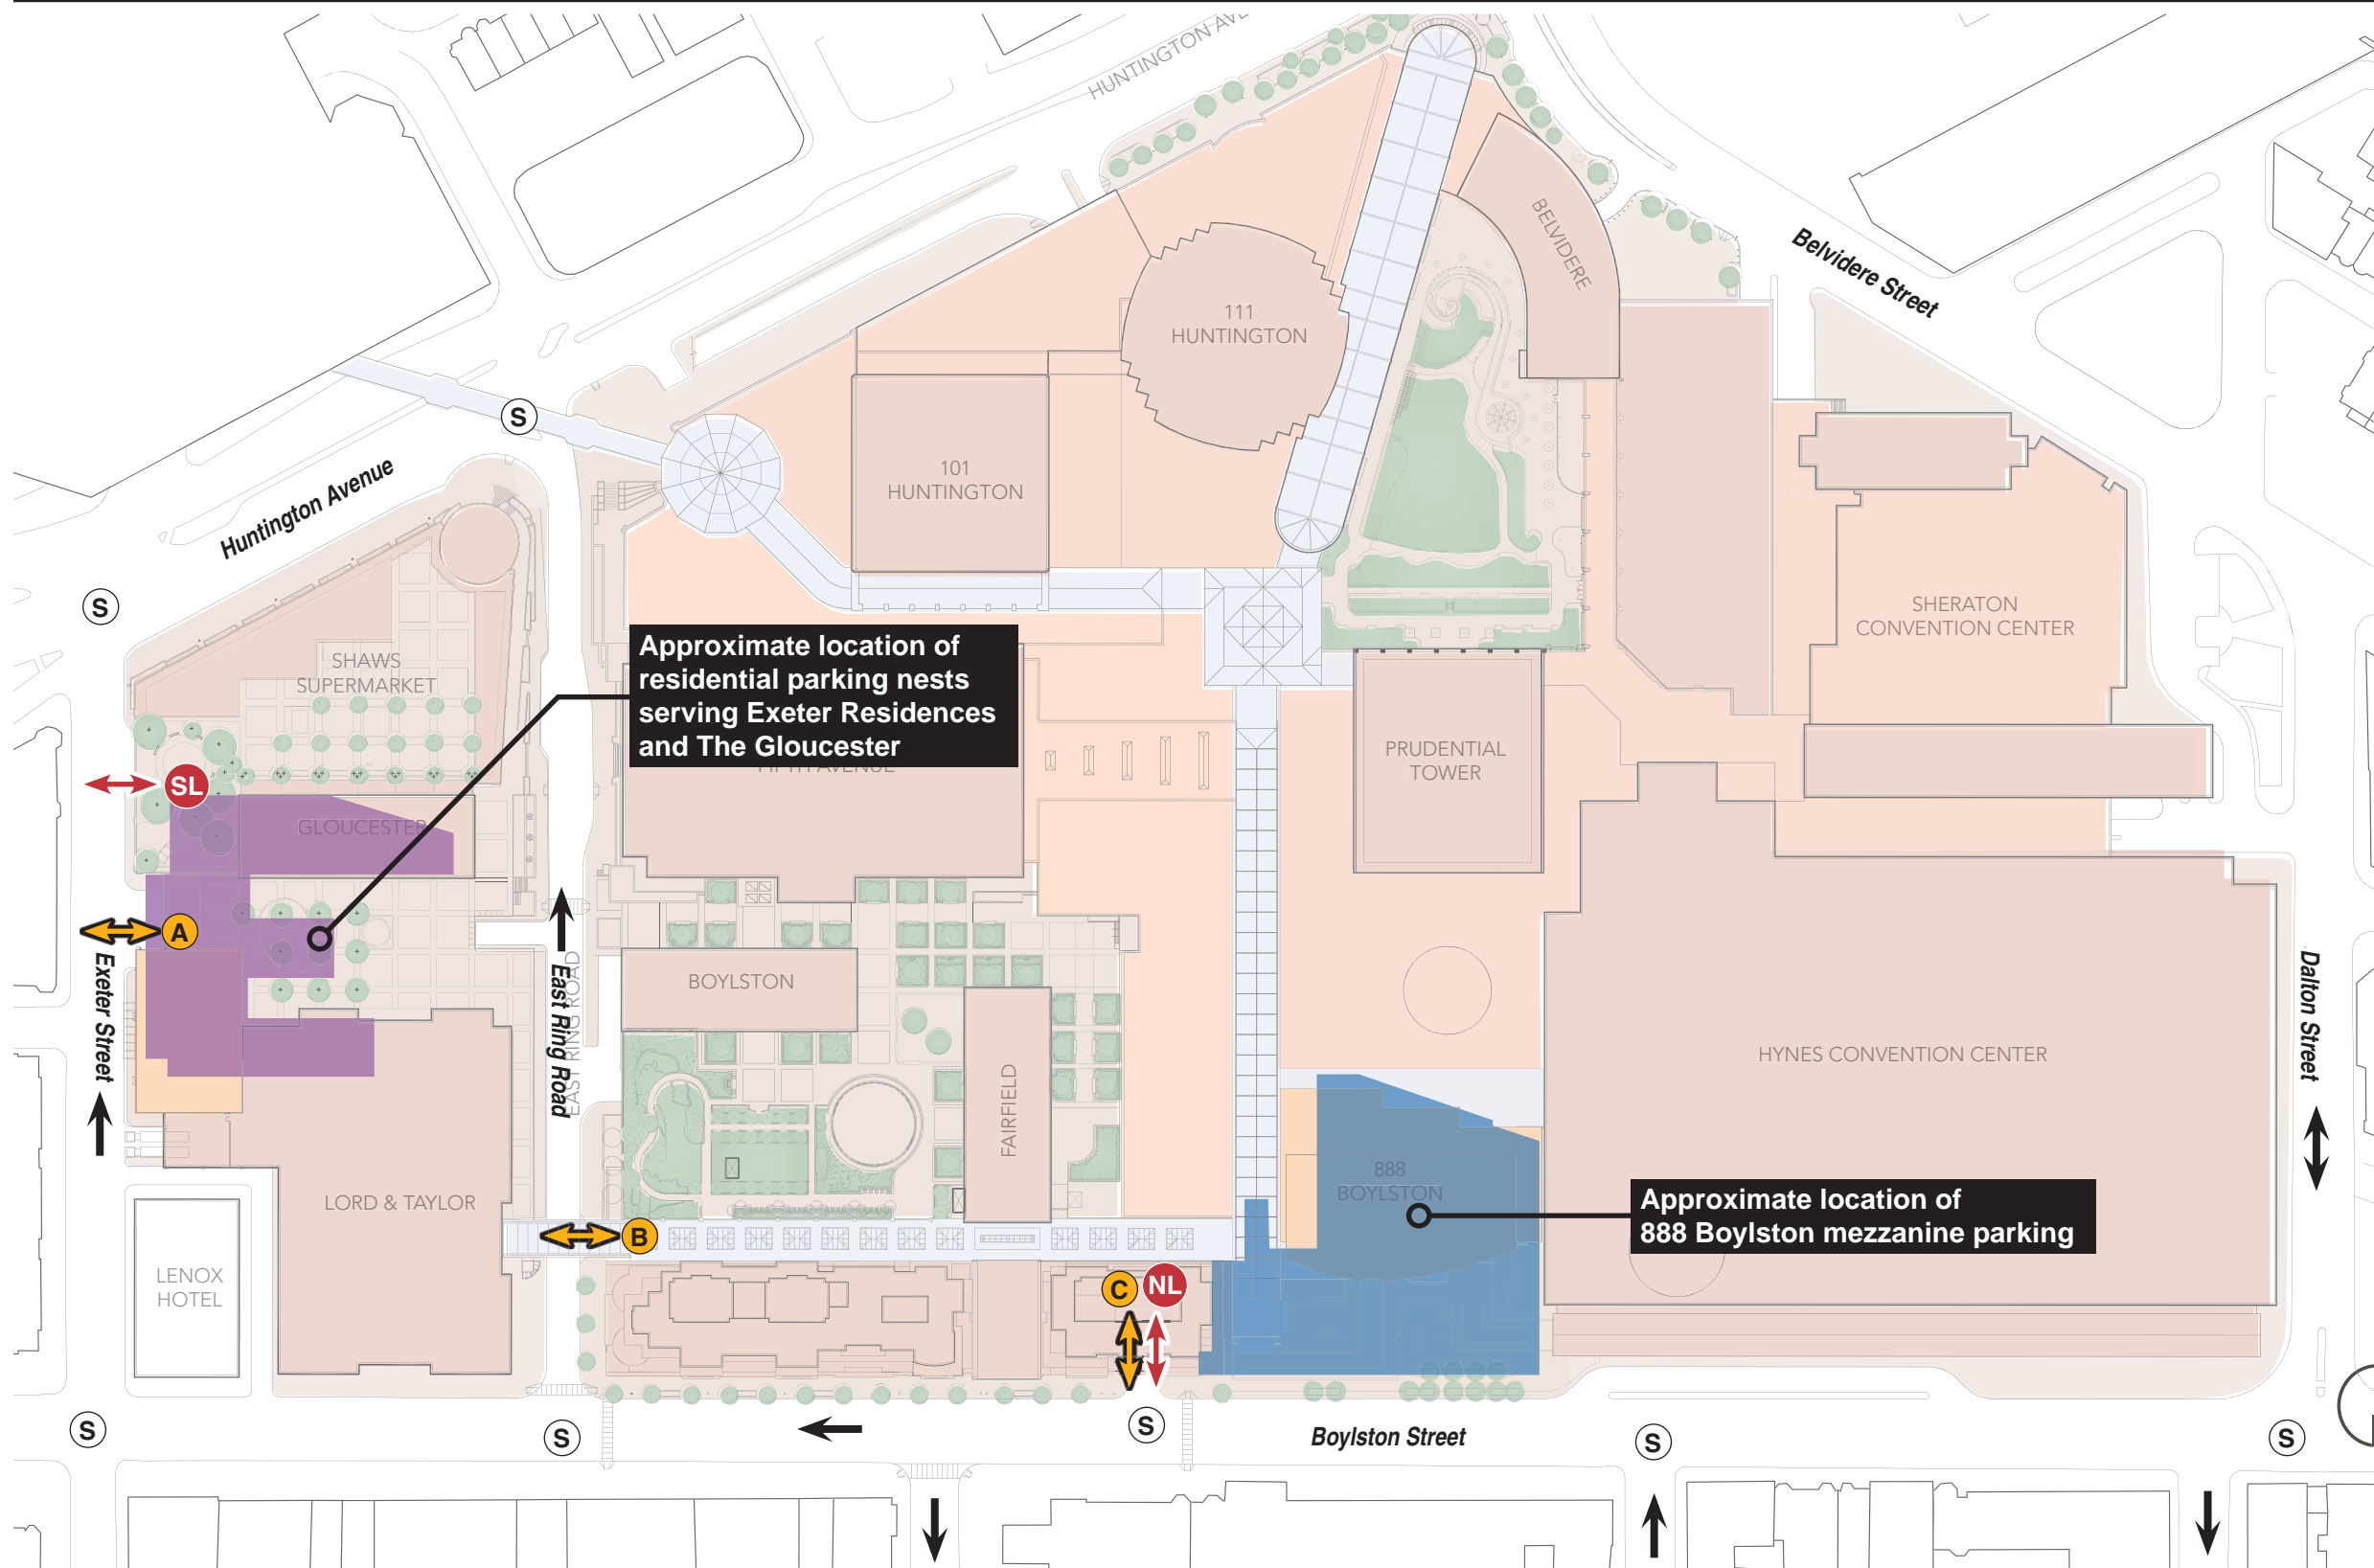 HUNTINGTON AVE
BELVIDERE
Belvidere Street
111
HUNTINGTON
S
101
HUNTINGTON
Huntington Avenue
S
SHERATON
CONVENTION CENTER
Approximate location of
residential parking nests
serving Exeter Residences
and The Gloucester
SHAWS
SUPERMARKET
FIFTH AVENUE
PRUDENTIAL
TOWER
SL
GLOUCESTER
A
Exeter Street
East Ring Road
EAST RING ROAD
BOYLSTON
FAIRFIELD
HYNES CONVENTION CENTER
Dalton Street
888
BOYLSTON
Approximate location of
888 Boylston mezzanine parking
LORD & TAYLOR
B
LENOX
HOTEL
C
NL
S
S
S
Boylston Street
S
S